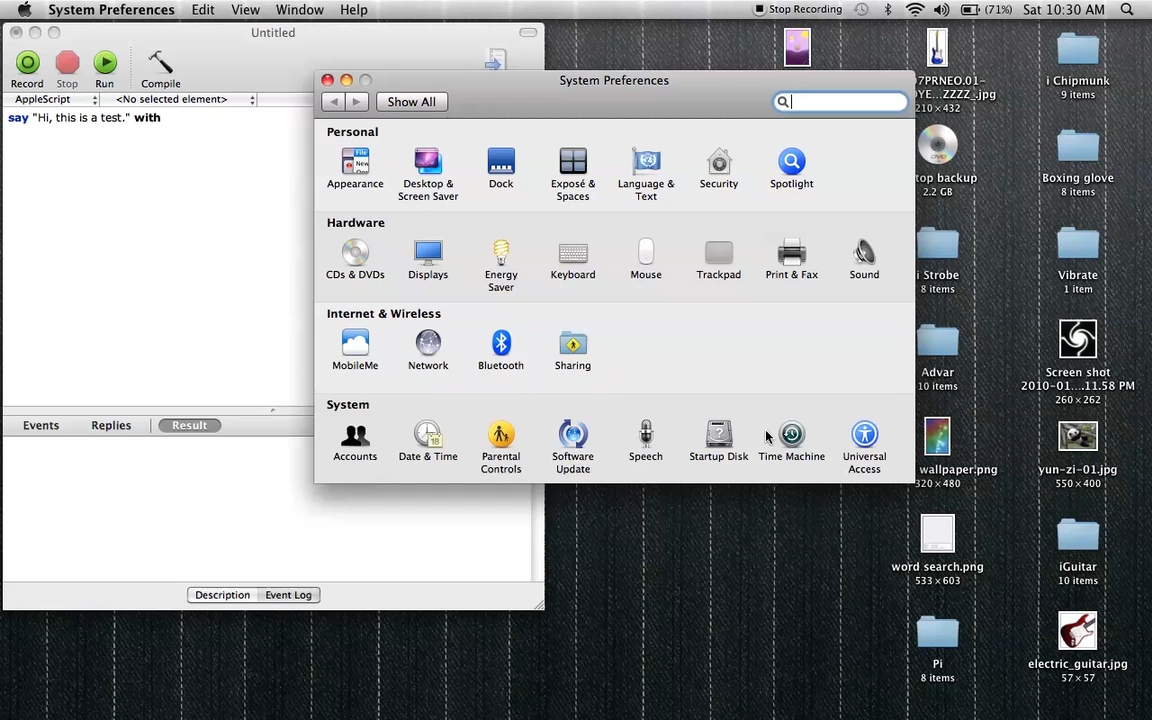 System Preferences Edit View Window Help
Stop Recording (71%) Sat 10:30 AM
Untitled
Record Stop Run Compile
AppleScript <No selected element>
say "Hi, this is a test." with
Events Replies Result
Description Event Log
System Preferences
Show All
Personal
Appearance
Desktop &
Screen Saver
Dock
Exposé &
Spaces
Language &
Text
Security
Spotlight
Hardware
CDs & DVDs
Displays
Energy
Saver
Keyboard
Mouse
Trackpad
Print & Fax
Sound
Internet & Wireless
MobileMe
Network
Bluetooth
Sharing
System
Accounts
Date & Time
Parental
Controls
Software
Update
Speech
Startup Disk
Time Machine
Universal
Access
7PRNEO.01-
YE...ZZZZ_.jpg
210×432
i Chipmunk
9 items
top backup
2.2 GB
Boxing glove
8 items
i Strobe
8 items
Vibrate
1 item
Advar
10 items
Screen shot
2010-01....11.58 PM
260×262
wallpaper.png
320×480
yun-zi-01.jpg
550×400
word search.png
533×603
iGuitar
10 items
Pi
8 items
electric_guitar.jpg
57×57